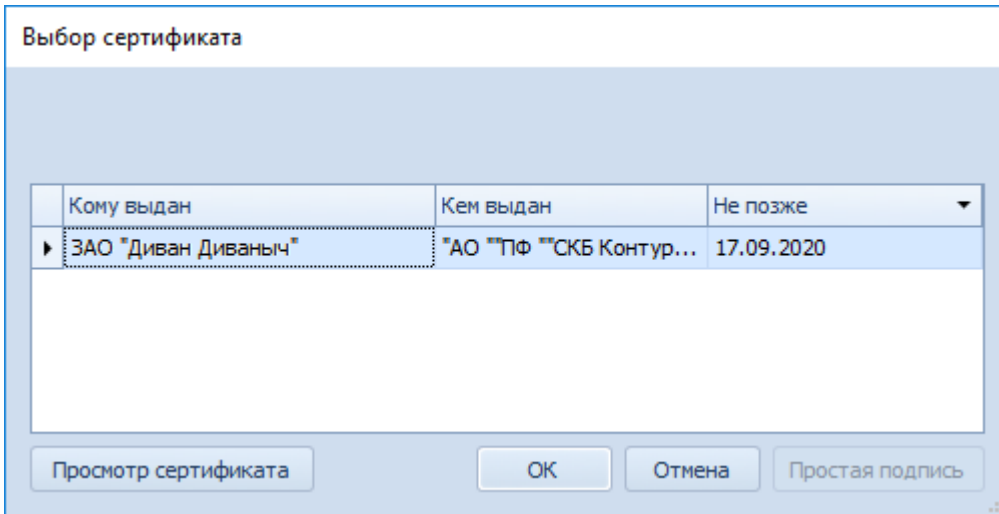 Выбор сертификата
Кому выдан Кем выдан Не позже
ЗАО "Диван Диваныч" "АО ""ПФ ""СКБ Контур... 17.09.2020
Просмотр сертификата ОК Отмена Простая подпись